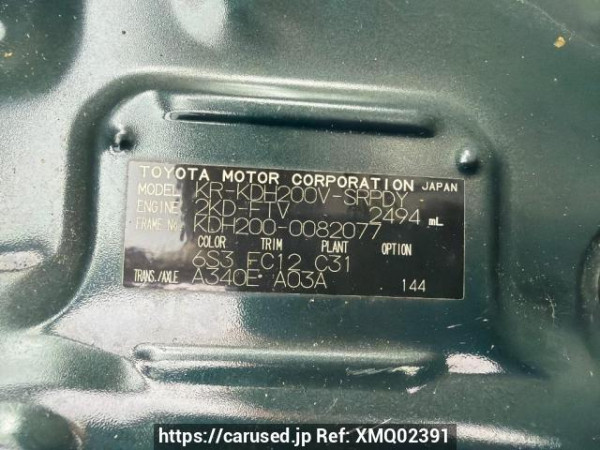 TOYOTA MOTOR CORPORATION JAPAN
MODEL KR-KDH200V-SRPDY
ENGINE 2KD-FTV 2494 mL
FRAME No. KDH200-0082077
COLOR TRIM PLANT OPTION
6S3 FC12 C31
TRANS./AXLE A340E A03A 144
https://carused.jp Ref: XMQ02391